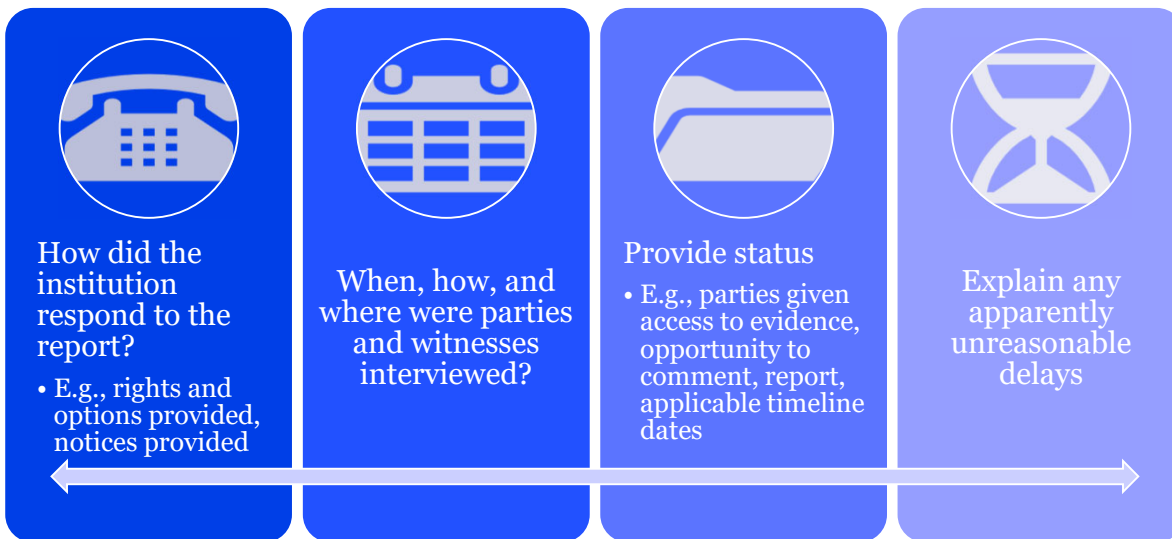 How did the
institution
respond to the
report?
• E.g., rights and
options provided,
notices provided
When, how, and
where were parties
and witnesses
interviewed?
Provide status
• E.g., parties given
access to evidence,
opportunity to
comment, report,
applicable timeline
dates
Explain any
apparently
unreasonable
delays